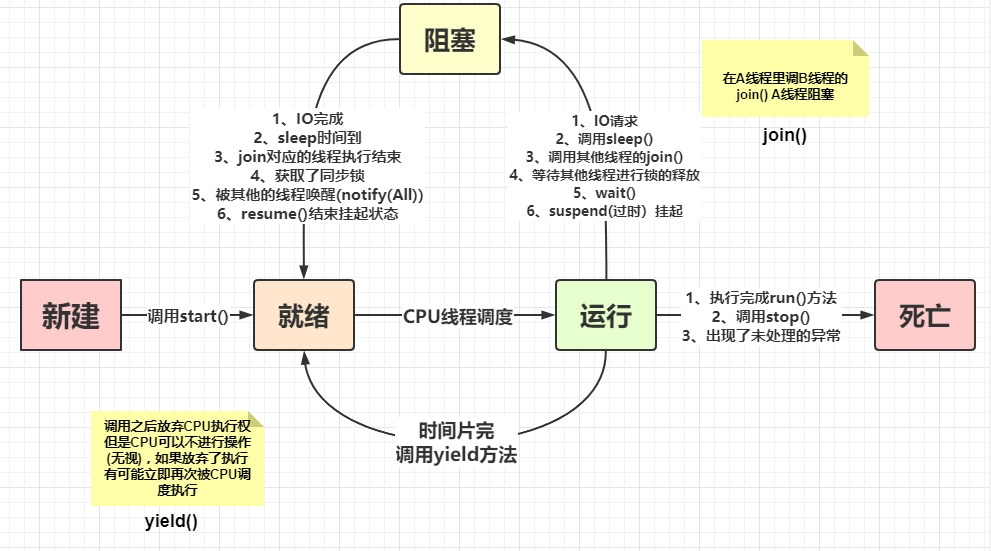 阻塞
在A线程里调B线程的
join() A线程阻塞
join()
1、IO完成
2、sleep时间到
3、join对应的线程执行结束
4、获取了同步锁
5、被其他的线程唤醒(notify(All))
6、resume()结束挂起状态
1、IO请求
2、调用sleep()
3、调用其他线程的join()
4、等待其他线程进行锁的释放
5、wait()
6、suspend(过时）挂起
新建
调用start()
就绪
CPU线程调度
运行
1、执行完成run()方法
2、调用stop()
3、出现了未处理的异常
死亡
时间片完
调用yield方法
调用之后放弃CPU执行权
但是CPU可以不进行操作
(无视)，如果放弃了执行
有可能立即再次被CPU调
度执行
yield()